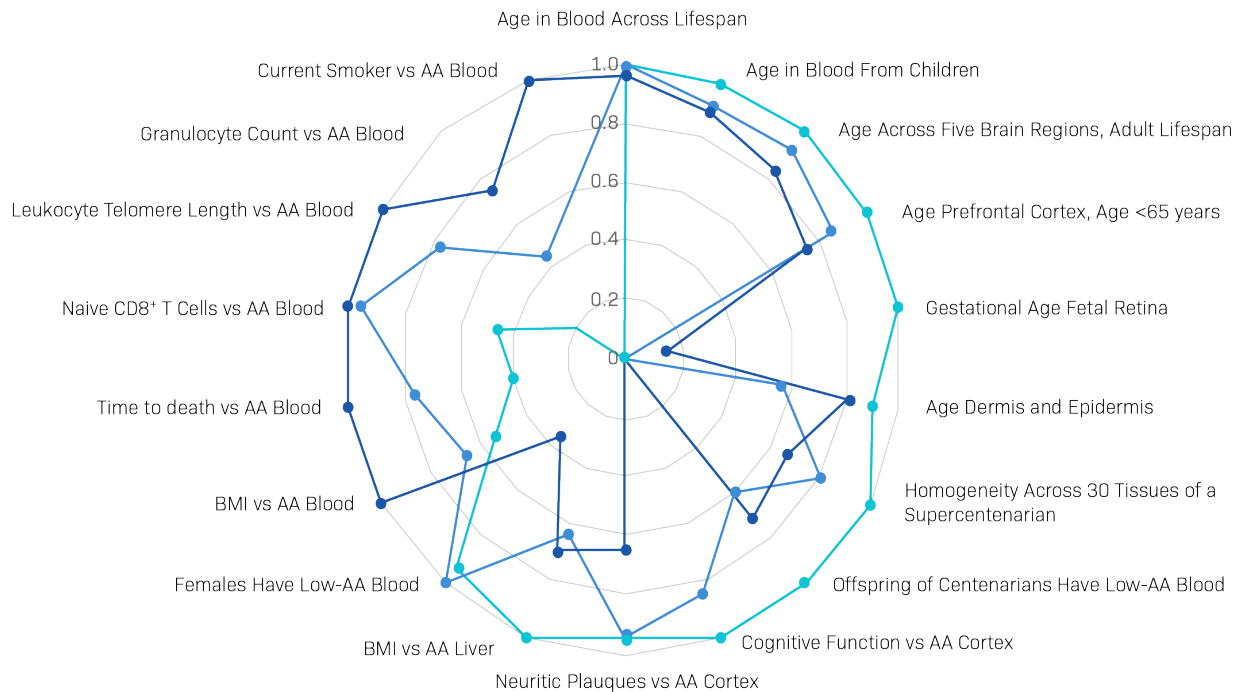 Age in Blood Across Lifespan
Current Smoker vs AA Blood
1.0
Age in Blood From Children
Granulocyte Count vs AA Blood
0.8
Age Across Five Brain Regions, Adult Lifespan
Leukocyte Telomere Length vs AA Blood
0.6
Age Prefrontal Cortex, Age <65 years
0.4
Naive CD8⁺ T Cells vs AA Blood
0.2
Gestational Age Fetal Retina
0
Time to death vs AA Blood
Age Dermis and Epidermis
BMI vs AA Blood
Homogeneity Across 30 Tissues of a
Supercentenarian
Females Have Low-AA Blood
Offspring of Centenarians Have Low-AA Blood
BMI vs AA Liver
Cognitive Function vs AA Cortex
Neuritic Plauques vs AA Cortex